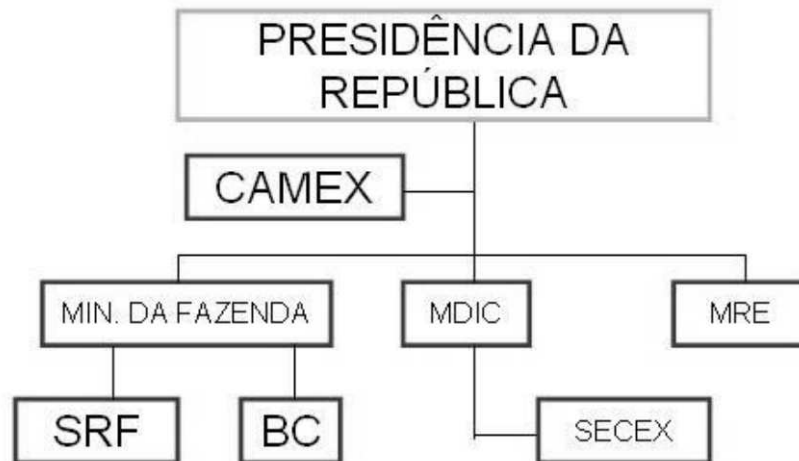 PRESIDÊNCIA DA
REPÚBLICA
CAMEX
MIN. DA FAZENDA
MDIC
MRE
SRF
BC
SECEX